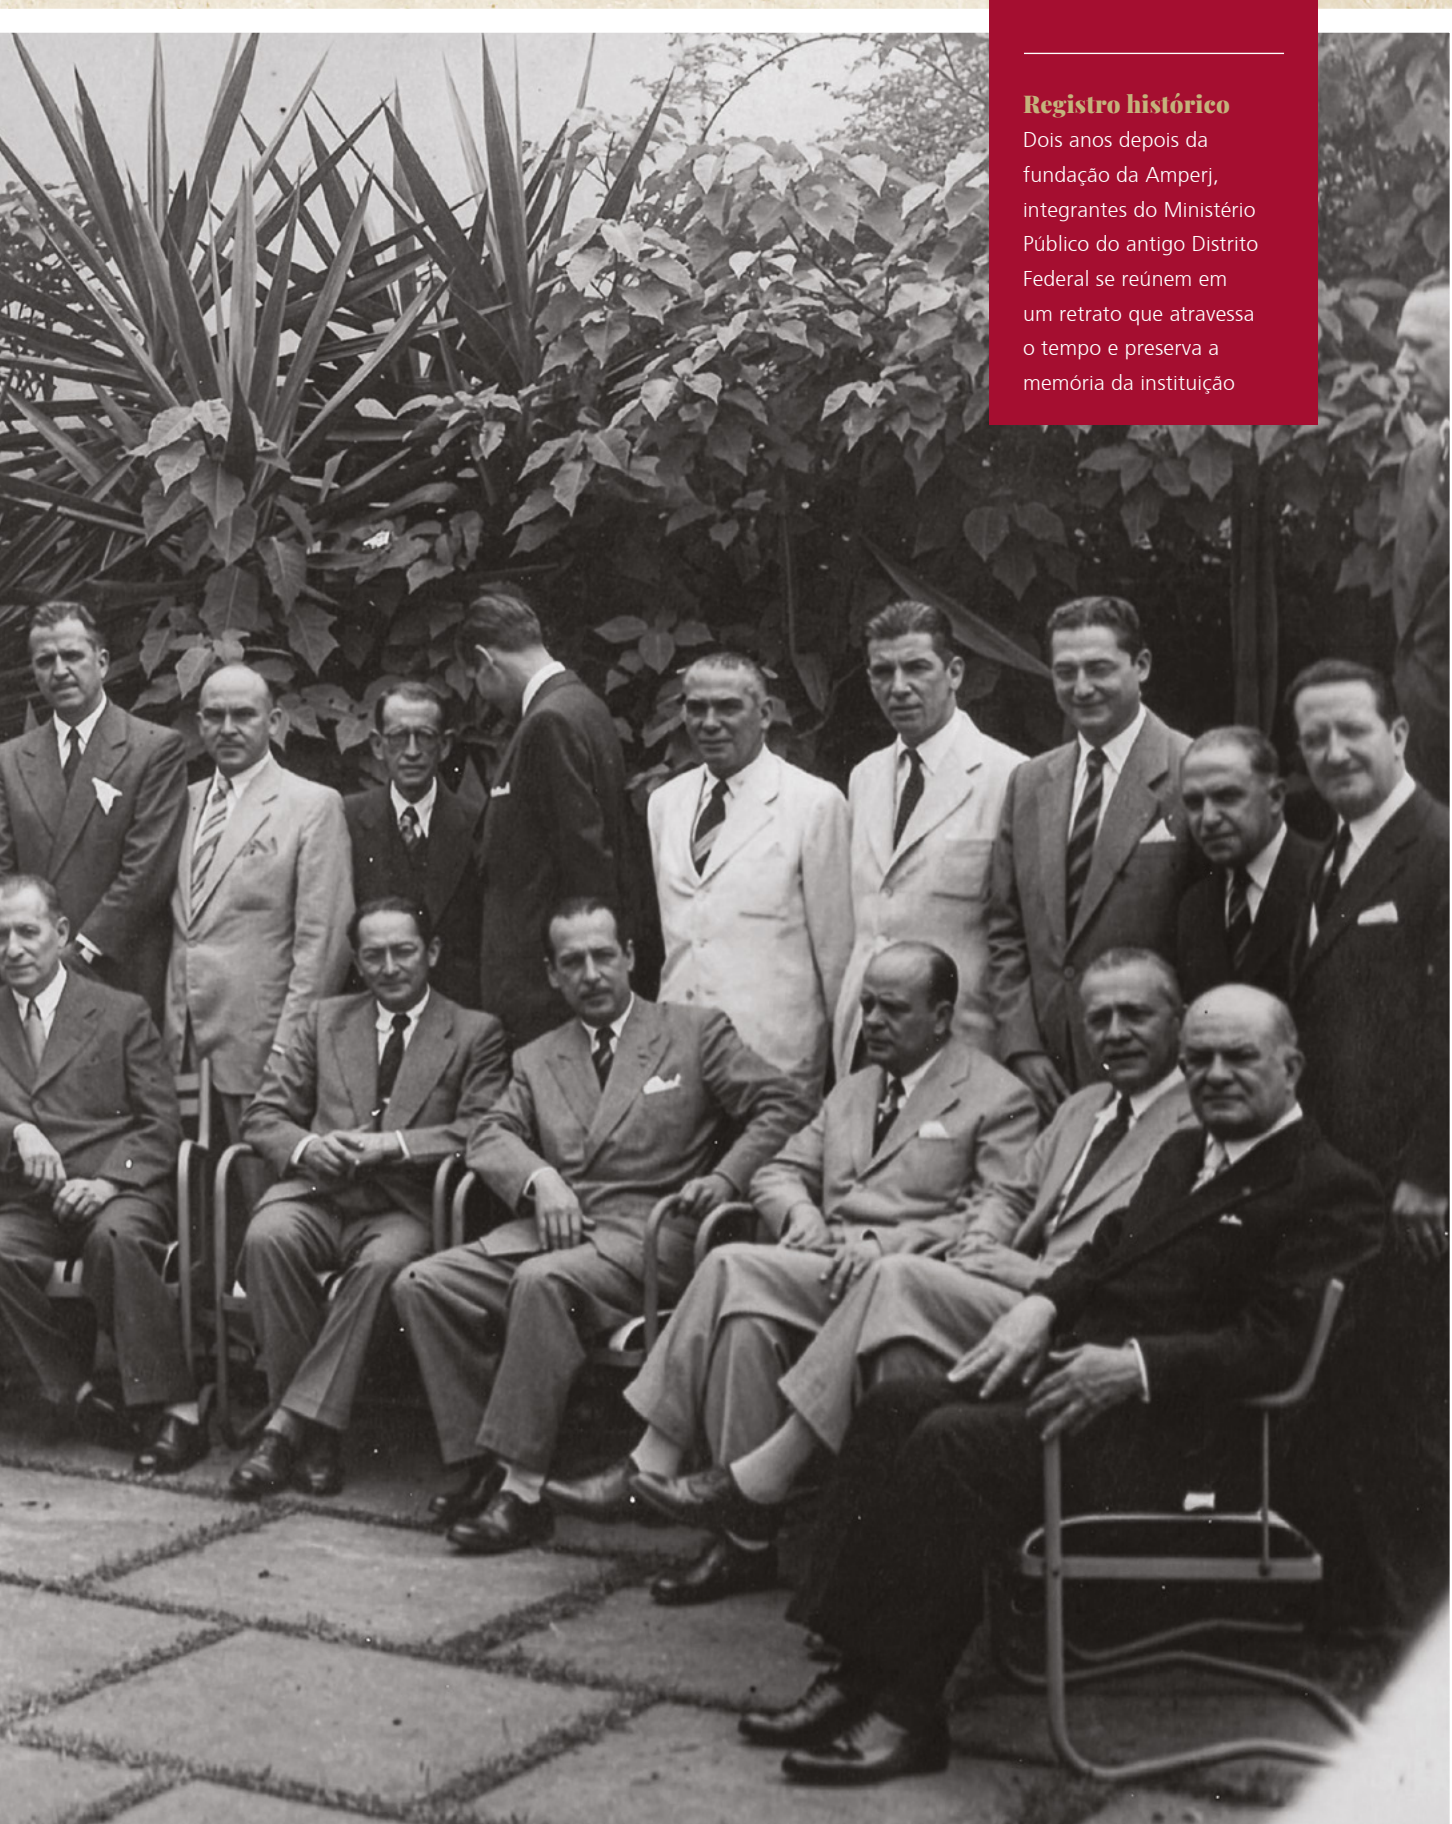 Registro histórico
Dois anos depois da
fundação da Amperj,
integrantes do Ministério
Público do antigo Distrito
Federal se reúnem em
um retrato que atravessa
o tempo e preserva a
memória da instituição